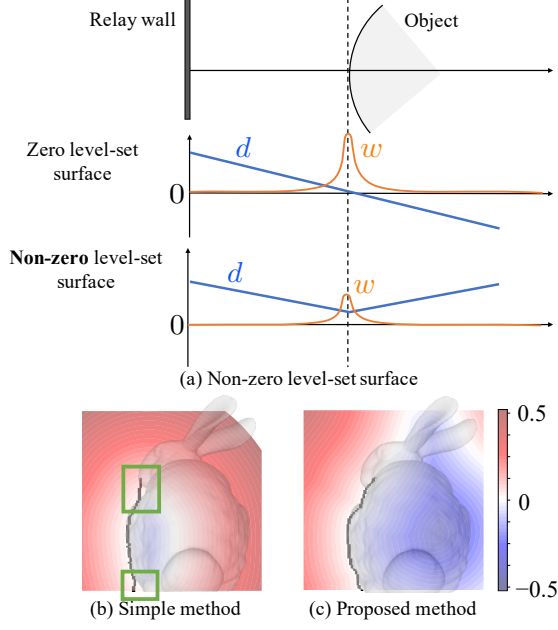 Relay wall
Object
Zero level-set
surface
d
w
0
Non-zero level-set
surface
d
w
0
(a) Non-zero level-set surface
0.5
0
−0.5
(b) Simple method
(c) Proposed method